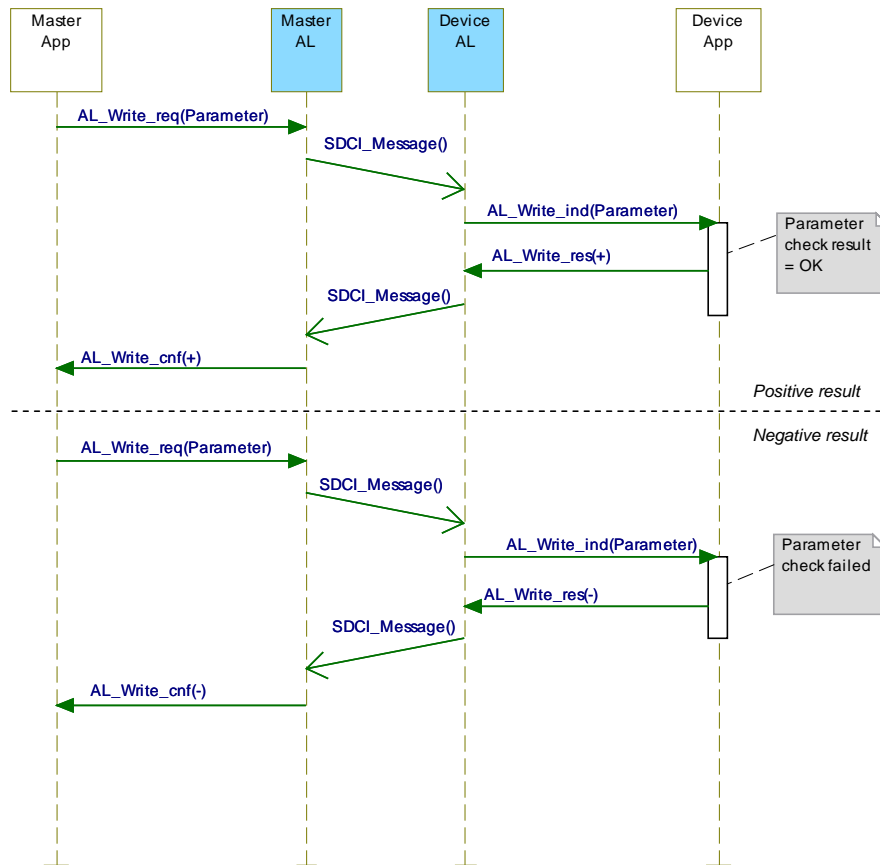 Master
App
Master
AL
Device
AL
Device
App
AL_Write_req(Parameter)
SDCI_Message()
AL_Write_ind(Parameter)
Parameter
check result
= OK
AL_Write_res(+)
SDCI_Message()
AL_Write_cnf(+)
Positive result
Negative result
AL_Write_req(Parameter)
SDCI_Message()
AL_Write_ind(Parameter)
Parameter
check failed
AL_Write_res(-)
SDCI_Message()
AL_Write_cnf(-)